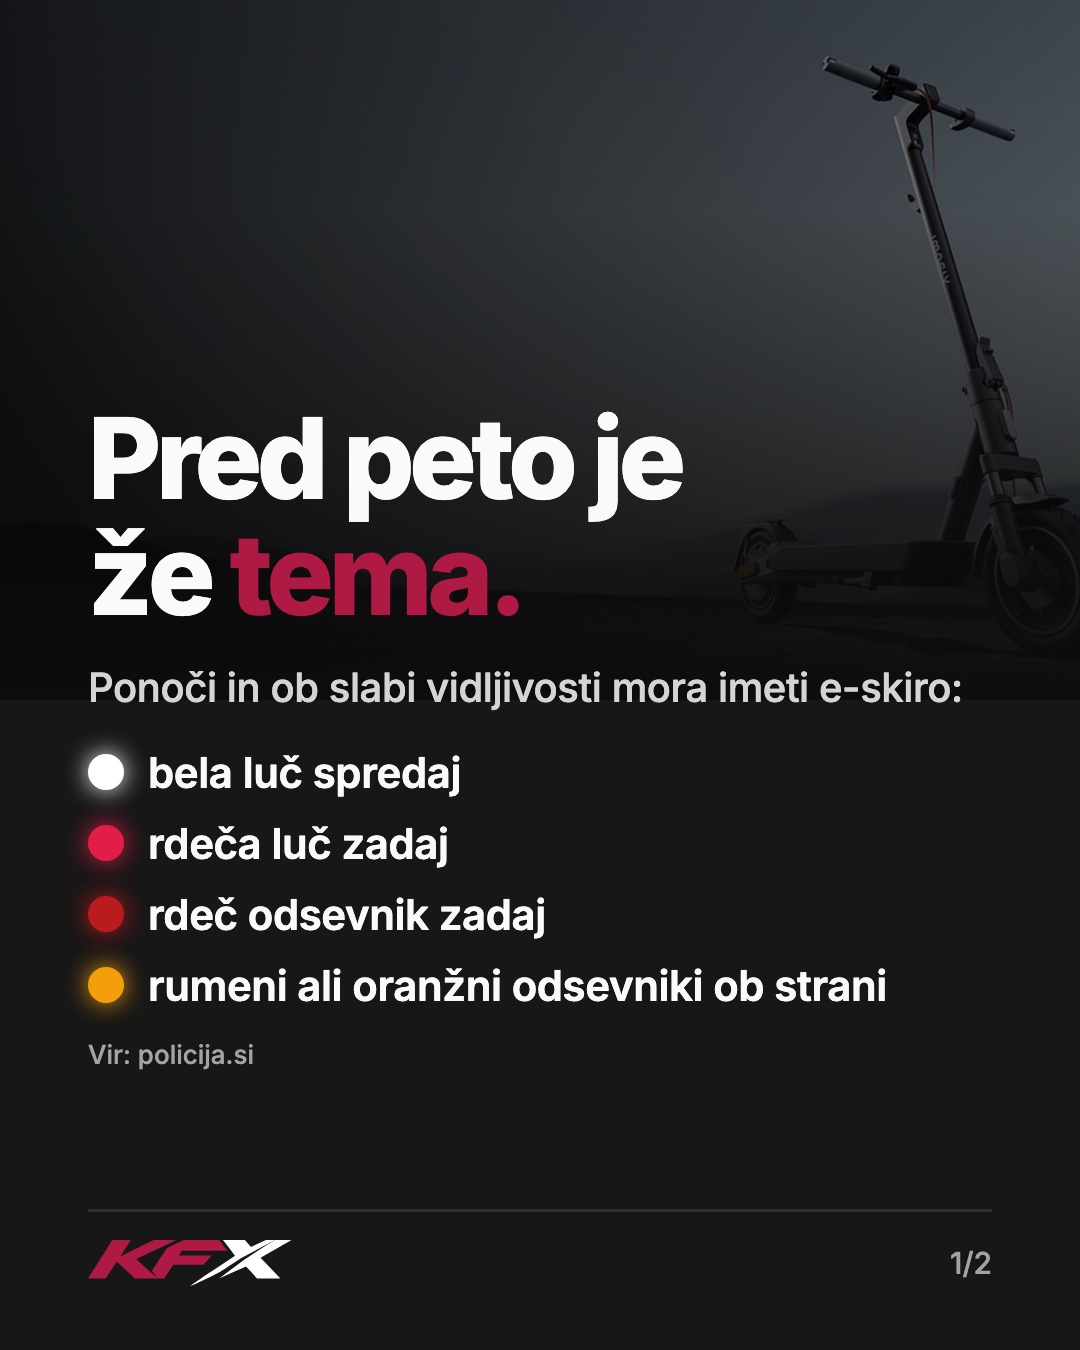 Pred peto je
že tema.
Ponoči in ob slabi vidljivosti mora imeti e-skiro:
bela luč spredaj
rdeča luč zadaj
rdeč odsevnik zadaj
rumeni ali oranžni odsevniki ob strani
Vir: policija.si
KFX
1/2